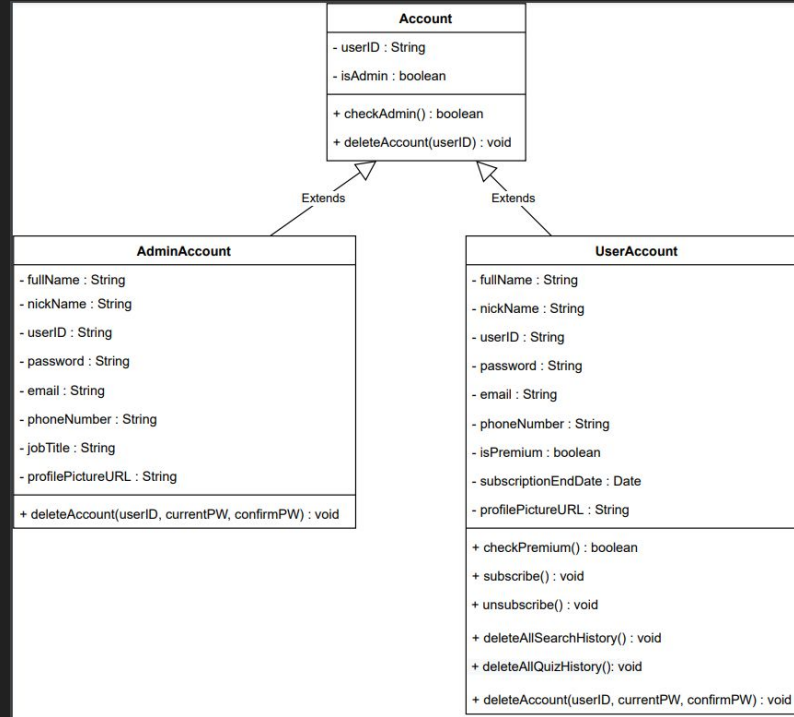 Account
- userID : String
- isAdmin : boolean
+ checkAdmin() : boolean
+ deleteAccount(userID) : void
Extends
Extends
AdminAccount
- fullName : String
- nickName : String
- userID : String
- password : String
- email : String
- phoneNumber : String
- jobTitle : String
- profilePictureURL : String
+ deleteAccount(userID, currentPW, confirmPW) : void
UserAccount
- fullName : String
- nickName : String
- userID : String
- password : String
- email : String
- phoneNumber : String
- isPremium : boolean
- subscriptionEndDate : Date
- profilePictureURL : String
+ checkPremium() : boolean
+ subscribe() : void
+ unsubscribe() : void
+ deleteAllSearchHistory() : void
+ deleteAllQuizHistory(): void
+ deleteAccount(userID, currentPW, confirmPW) : void